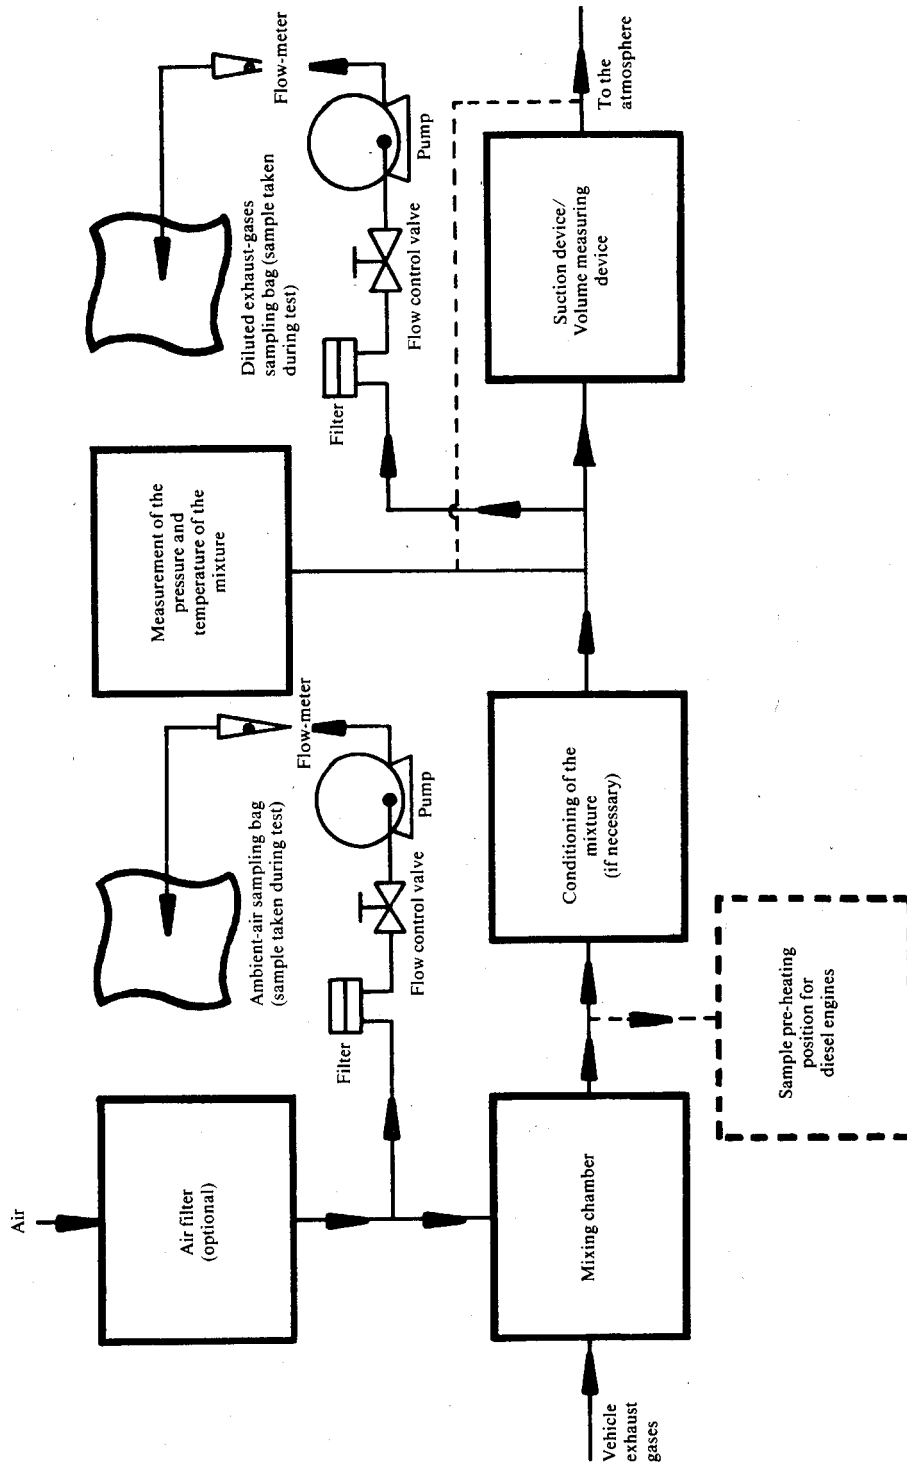 Air
Air filter
(optional)
Ambient-air sampling bag
(sample taken during test)
Flow-meter
Filter
Flow control valve
Pump
Measurement of the
pressure and
temperature of the
mixture
Diluted exhaust-gases
sampling bag (sample taken
during test)
Flow-meter
Filter
Flow control valve
Pump
Vehicle
exhaust
gases
Mixing chamber
Conditioning of the
mixture
(if necessary)
Suction device/
Volume measuring
device
To the
atmosphere
Sample pre-heating
position for
diesel engines